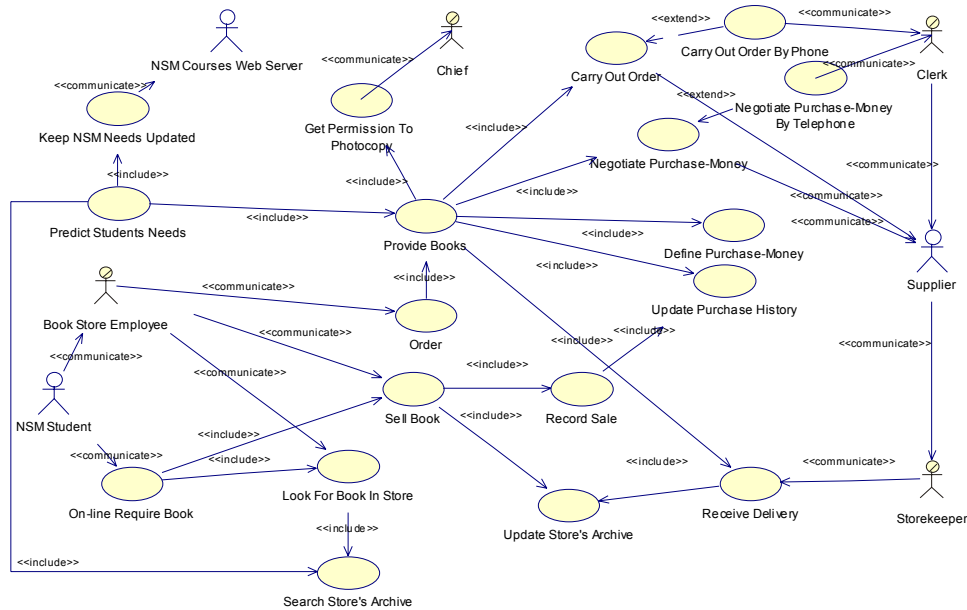 <<extend>>
<<communicate>>
Carry Out Order By Phone
Clerk
NSM Courses Web Server
<<communicate>>
Chief
Carry Out Order
<<communicate>>
<<communicate>>
<<extend>>
Negotiate Purchase-Money
By Telephone
Keep NSM Needs Updated
Get Permission To
Photocopy
<<include>>
Negotiate Purchase-Money
<<communicate>>
<<include>>
<<include>>
<<include>>
<<communicate>>
<<include>>
<<communicate>>
Predict Students Needs
Provide Books
<<include>>
Define Purchase-Money
<<include>>
Supplier
<<communicate>>
<<include>>
Update Purchase History
Book Store Employee
<<communicate>>
Order
<<include>>
<<include>>
<<communicate>>
<<communicate>>
<<include>>
<<communicate>>
NSM Student
Sell Book
Record Sale
<<include>>
<<include>>
<<communicate>>
<<include>>
<<include>>
<<communicate>>
On-line Require Book
Look For Book In Store
Receive Delivery
Storekeeper
Update Store's Archive
<<include>>
<<include>>
Search Store's Archive